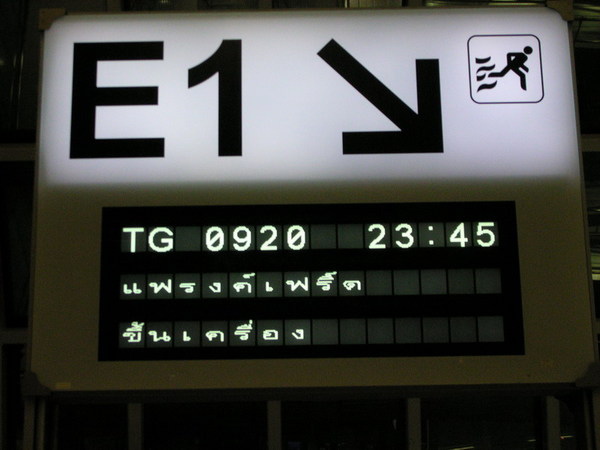 E1
TG 0920 23:45
แฟรงค์เฟริ์ต
ขึ้นเครื่อง